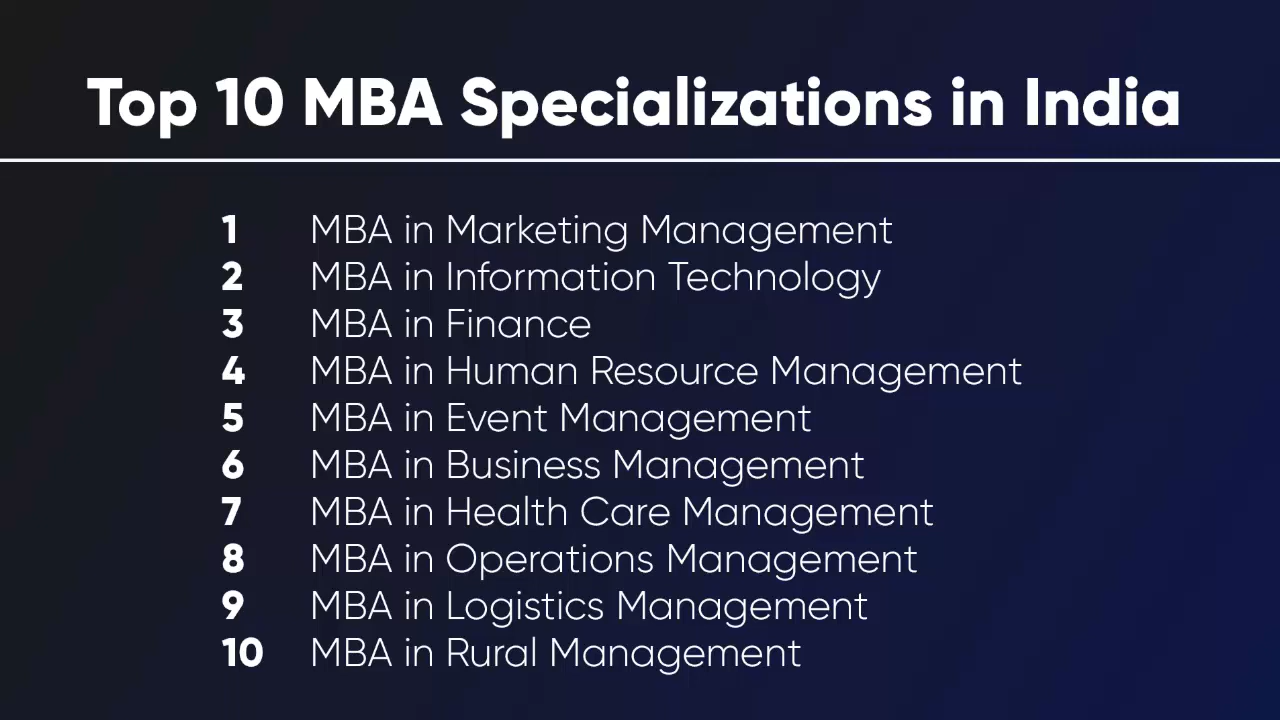 Top 10 MBA Specializations in India
1 MBA in Marketing Management
2 MBA in Information Technology
3 MBA in Finance
4 MBA in Human Resource Management
5 MBA in Event Management
6 MBA in Business Management
7 MBA in Health Care Management
8 MBA in Operations Management
9 MBA in Logistics Management
10 MBA in Rural Management